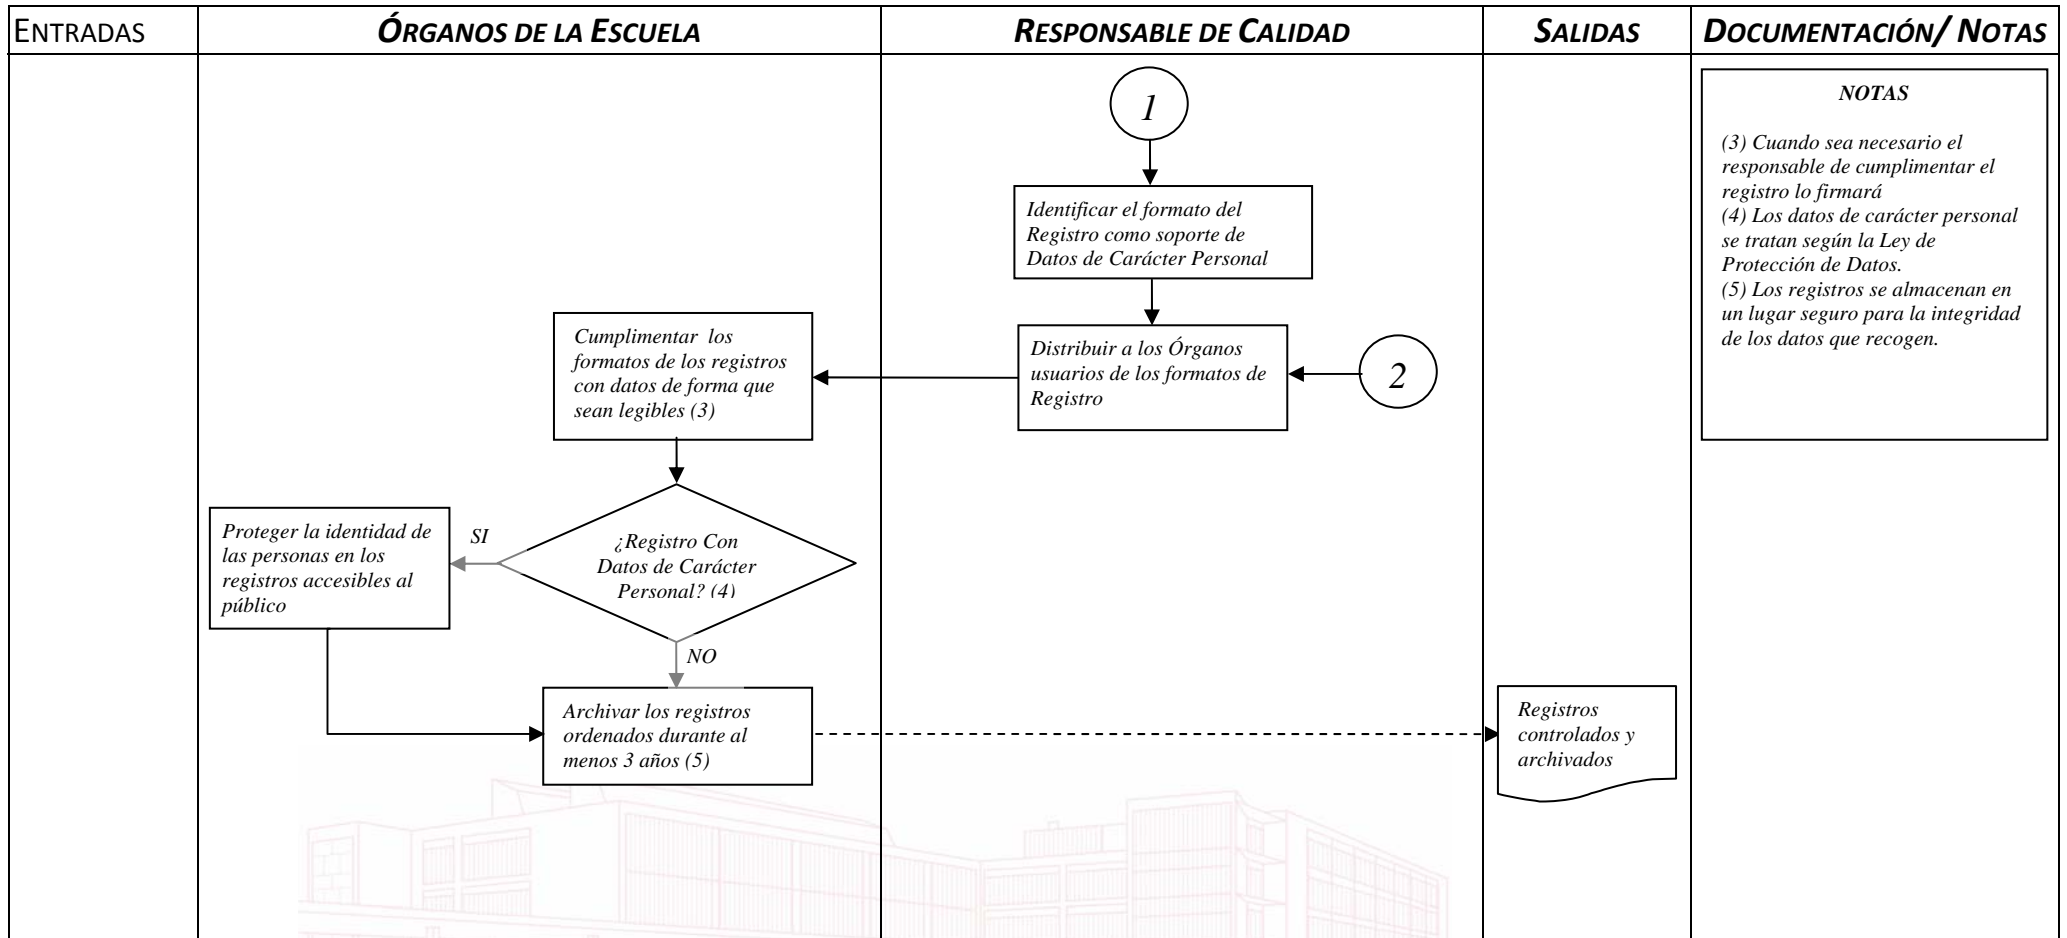 ENTRADAS
ÓRGANOS DE LA ESCUELA
RESPONSABLE DE CALIDAD
SALIDAS
DOCUMENTACIÓN/ NOTAS
1
Identificar el formato del
Registro como soporte de
Datos de Carácter Personal
Distribuir a los Órganos
usuarios de los formatos de
Registro
2
Cumplimentar los
formatos de los registros
con datos de forma que
sean legibles (3)
¿Registro Con
Datos de Carácter
Personal? (4)
SI
Proteger la identidad de
las personas en los
registros accesibles al
público
NO
Archivar los registros
ordenados durante al
menos 3 años (5)
Registros
controlados y
archivados
NOTAS
(3) Cuando sea necesario el
responsable de cumplimentar el
registro lo firmará
(4) Los datos de carácter personal
se tratan según la Ley de
Protección de Datos.
(5) Los registros se almacenan en
un lugar seguro para la integridad
de los datos que recogen.